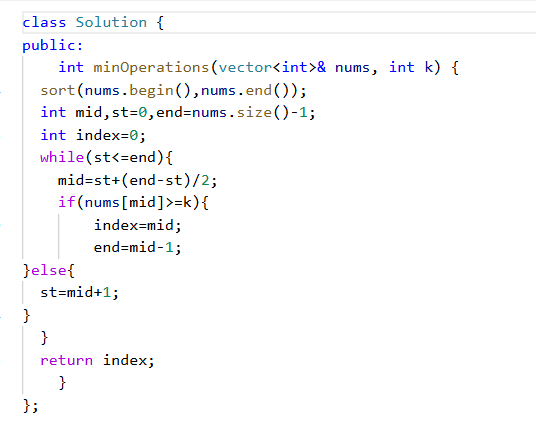 class Solution {
public:
    int minOperations(vector<int>& nums, int k) {
  sort(nums.begin(),nums.end());
  int mid,st=0,end=nums.size()-1;
  int index=0;
  while(st<=end){
    mid=st+(end-st)/2;
    if(nums[mid]>=k){
        index=mid;
        end=mid-1;
}else{
  st=mid+1;
}
  }
  return index;
    }
};